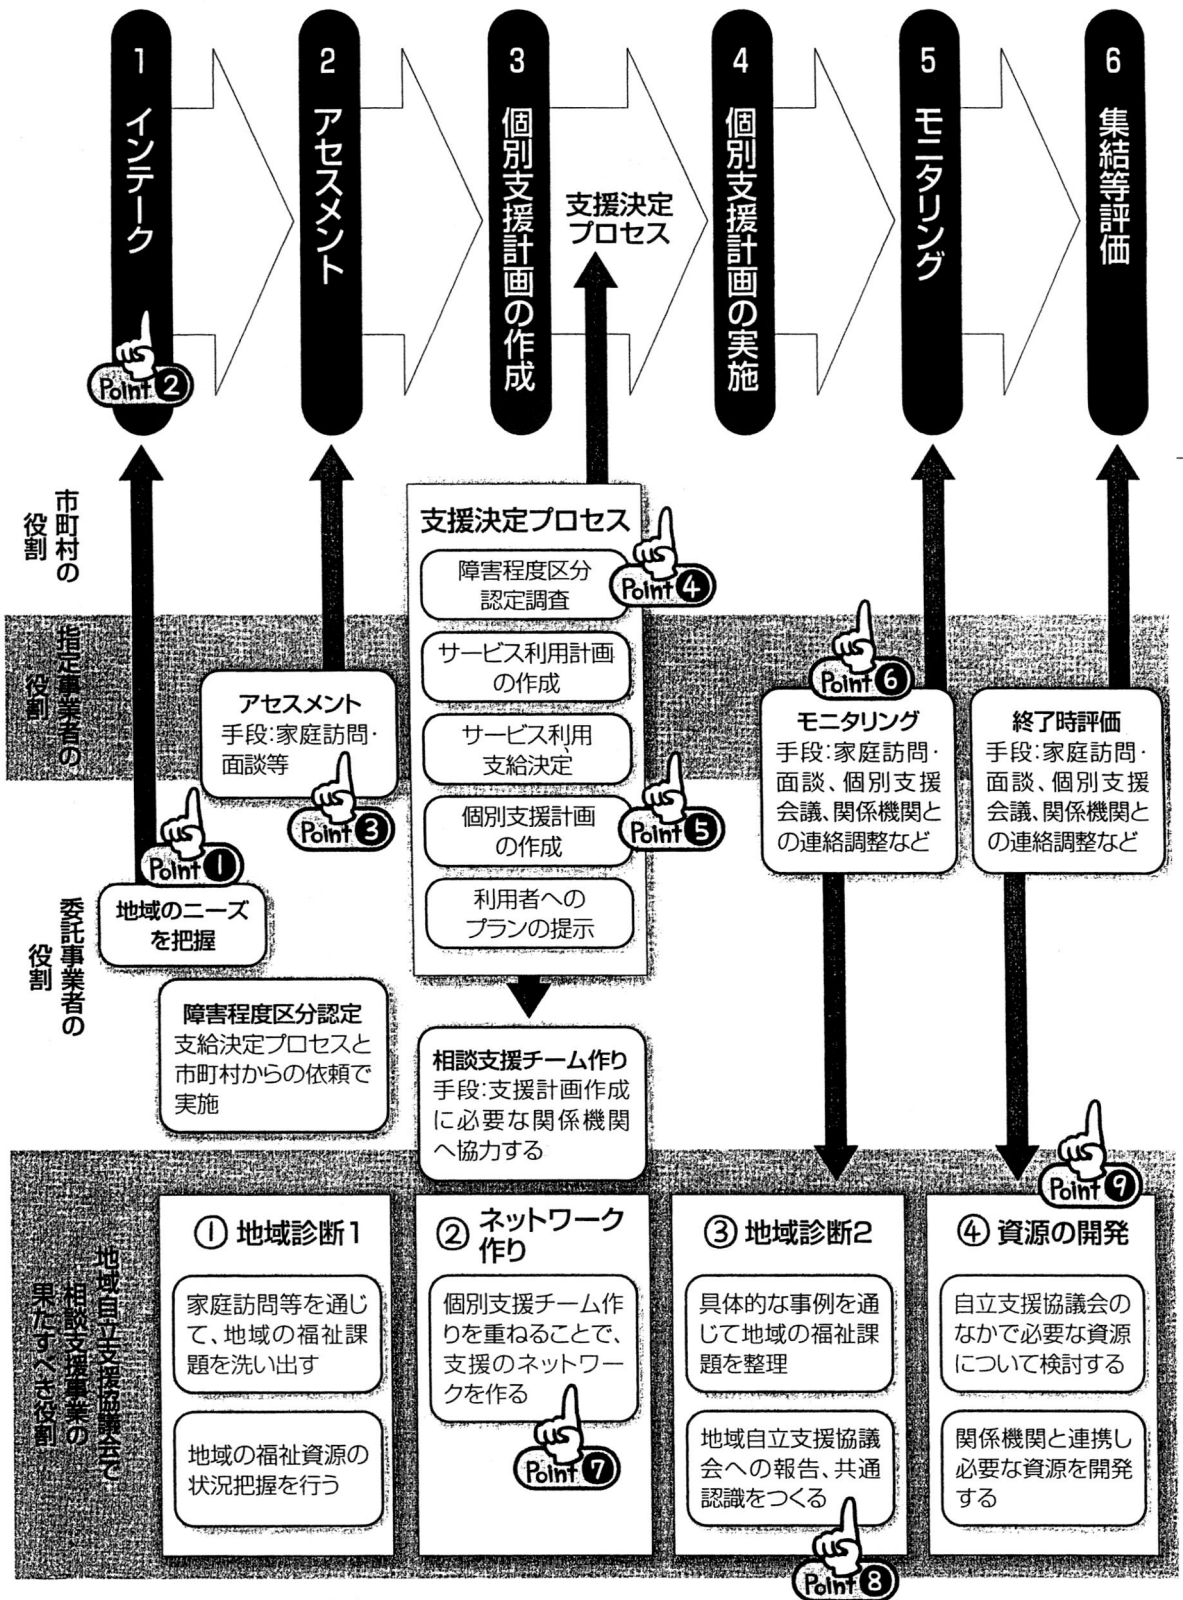 1 インテーク
2 アセスメント
3 個別支援計画の作成
4 個別支援計画の実施
5 モニタリング
6 集結等評価
支援決定
プロセス
Point 2
市町村の
役割
指定事業者の
役割
委託事業者の
役割
地域自立支援協議会で
相談支援事業の
果たすべき役割
Point 1
地域のニーズ
を把握
アセスメント
手段:家庭訪問・
面談等
Point 3
障害程度区分認定
支給決定プロセスと
市町村からの依頼で
実施
支援決定プロセス
障害程度区分
認定調査
Point 4
サービス利用計画
の作成
サービス利用、
支給決定
個別支援計画
の作成
Point 5
利用者への
プランの提示
相談支援チーム作り
手段:支援計画作成
に必要な関係機関
へ協力する
Point 6
モニタリング
手段:家庭訪問・
面談、個別支援
会議、関係機関と
の連絡調整など
終了時評価
手段:家庭訪問・
面談、個別支援
会議、関係機関と
の連絡調整など
① 地域診断1
家庭訪問等を通じ
て、地域の福祉課
題を洗い出す
地域の福祉資源の
状況把握を行う
② ネットワーク
作り
個別支援チーム作
りを重ねることで、
支援のネットワー
クを作る
Point 7
③ 地域診断2
具体的な事例を通
じて地域の福祉課
題を整理
地域自立支援協議
会への報告、共通
認識をつくる
Point 8
Point 9
④ 資源の開発
自立支援協議会の
なかで必要な資源
について検討する
関係機関と連携し
必要な資源を開発
する